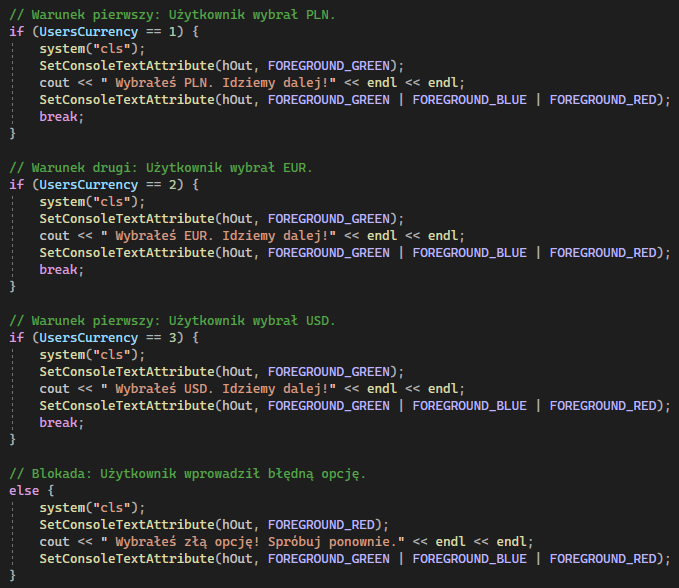 // Warunek pierwszy: Użytkownik wybrał PLN.
if (UsersCurrency == 1) {
    system("cls");
    SetConsoleTextAttribute(hOut, FOREGROUND_GREEN);
    cout << " Wybrałeś PLN. Idziemy dalej!" << endl << endl;
    SetConsoleTextAttribute(hOut, FOREGROUND_GREEN | FOREGROUND_BLUE | FOREGROUND_RED);
    break;
}

// Warunek drugi: Użytkownik wybrał EUR.
if (UsersCurrency == 2) {
    system("cls");
    SetConsoleTextAttribute(hOut, FOREGROUND_GREEN);
    cout << " Wybrałeś EUR. Idziemy dalej!" << endl << endl;
    SetConsoleTextAttribute(hOut, FOREGROUND_GREEN | FOREGROUND_BLUE | FOREGROUND_RED);
    break;
}

// Warunek pierwszy: Użytkownik wybrał USD.
if (UsersCurrency == 3) {
    system("cls");
    SetConsoleTextAttribute(hOut, FOREGROUND_GREEN);
    cout << " Wybrałeś USD. Idziemy dalej!" << endl << endl;
    SetConsoleTextAttribute(hOut, FOREGROUND_GREEN | FOREGROUND_BLUE | FOREGROUND_RED);
    break;
}

// Blokada: Użytkownik wprowadził błędną opcję.
else {
    system("cls");
    SetConsoleTextAttribute(hOut, FOREGROUND_RED);
    cout << " Wybrałeś złą opcję! Spróbuj ponownie." << endl << endl;
    SetConsoleTextAttribute(hOut, FOREGROUND_GREEN | FOREGROUND_BLUE | FOREGROUND_RED);
}